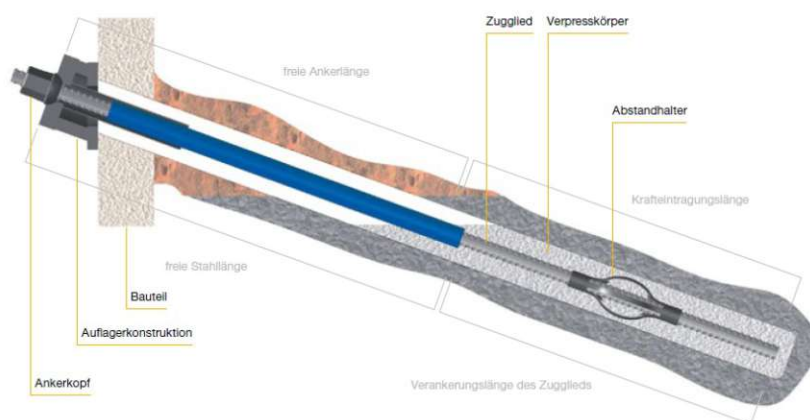 Zugglied
Verpresskörper
freie Ankerlänge
Abstandhalter
Krafteintragungslänge
freie Stahllänge
Bauteil
Auflagerkonstruktion
Ankerkopf
Verankerungslänge des Zugglieds